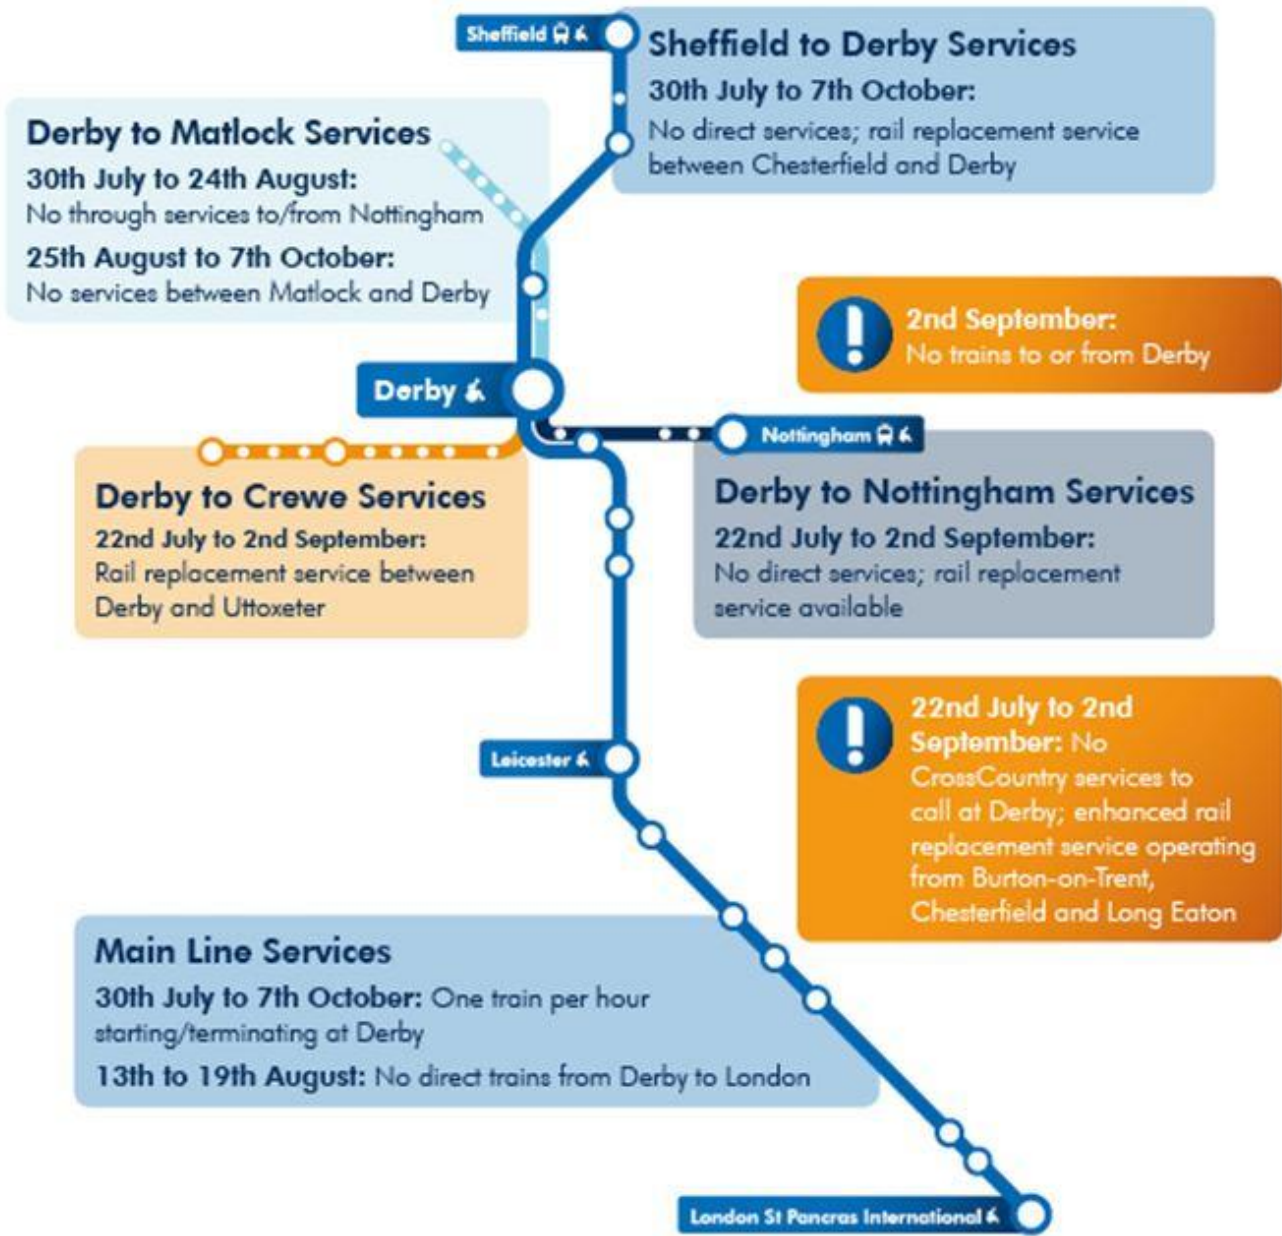 Sheffield
Sheffield to Derby Services
30th July to 7th October:
No direct services; rail replacement service
between Chesterfield and Derby
Derby to Matlock Services
30th July to 24th August:
No through services to/from Nottingham
25th August to 7th October:
No services between Matlock and Derby
2nd September:
No trains to or from Derby
Derby
Nottingham
Derby to Crewe Services
22nd July to 2nd September:
Rail replacement service between
Derby and Uttoxeter
Derby to Nottingham Services
22nd July to 2nd September:
No direct services; rail replacement
service available
22nd July to 2nd
September: No
CrossCountry services to
call at Derby; enhanced rail
replacement service operating
from Burton-on-Trent,
Chesterfield and Long Eaton
Leicester
Main Line Services
30th July to 7th October: One train per hour
starting/terminating at Derby
13th to 19th August: No direct trains from Derby to London
London St Pancras International